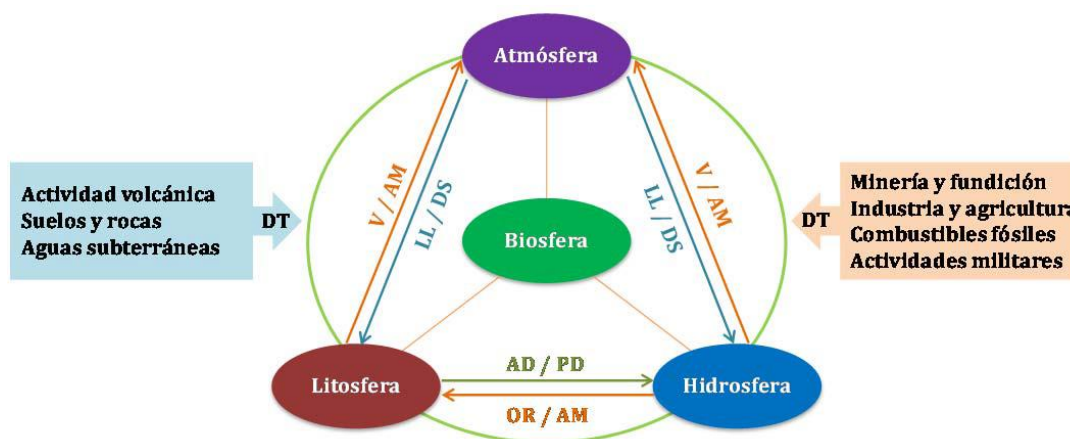 Atmósfera
Actividad volcánica
Suelos y rocas
Aguas subterráneas
DT
V / AM
LL / DS
Biosfera
LL / DS
V / AM
DT
Minería y fundición
Industria y agricultura
Combustibles fósiles
Actividades militares
Litosfera
AD / PD
OR / AM
Hidrosfera